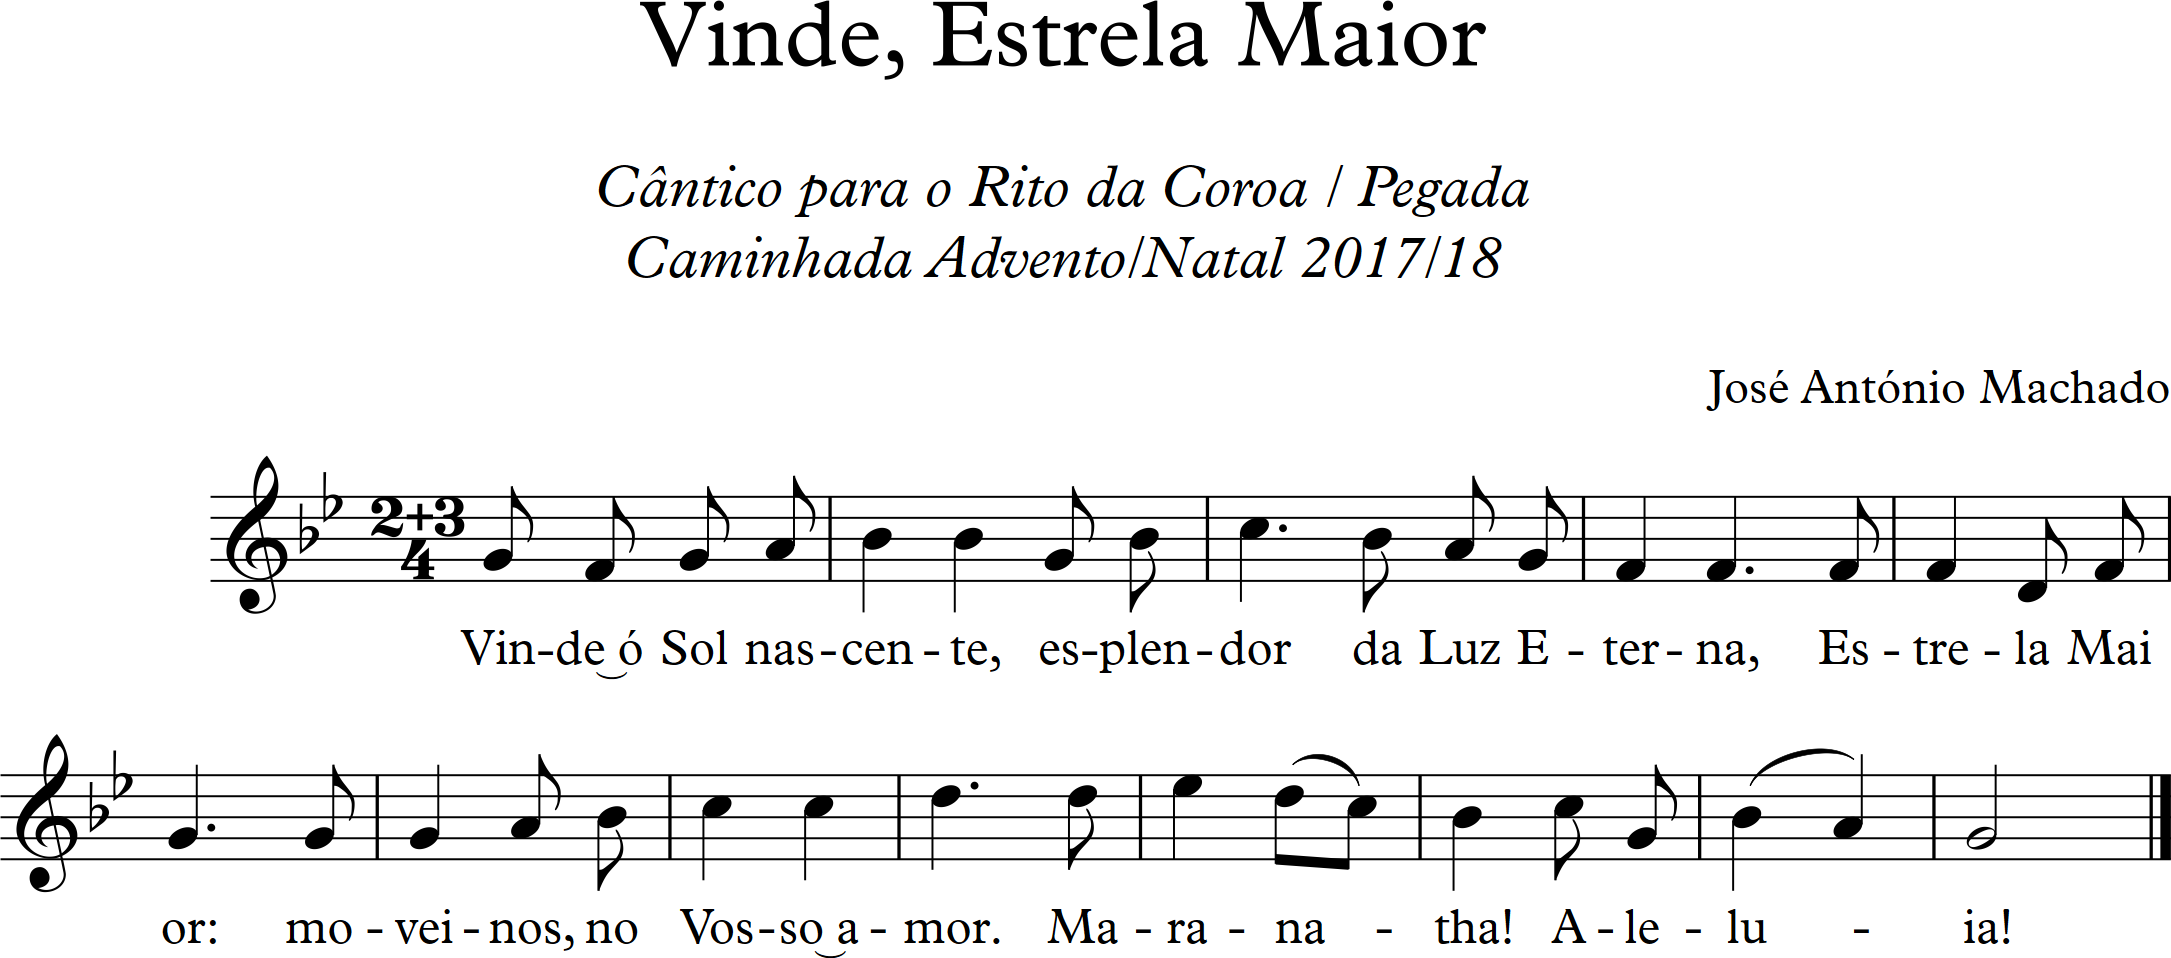 Vinde, Estrela Maior
Cântico para o Rito da Coroa / Pegada
Caminhada Advento/Natal 2017/18
José António Machado
2+3
4
Vin-de ó Sol nas-cen-te, es-plen-dor da Luz E-ter-na, Es-tre-la Mai
or: mo-vei-nos, no Vos-so a-mor. Ma-ra-na-tha! A-le-lu-ia!